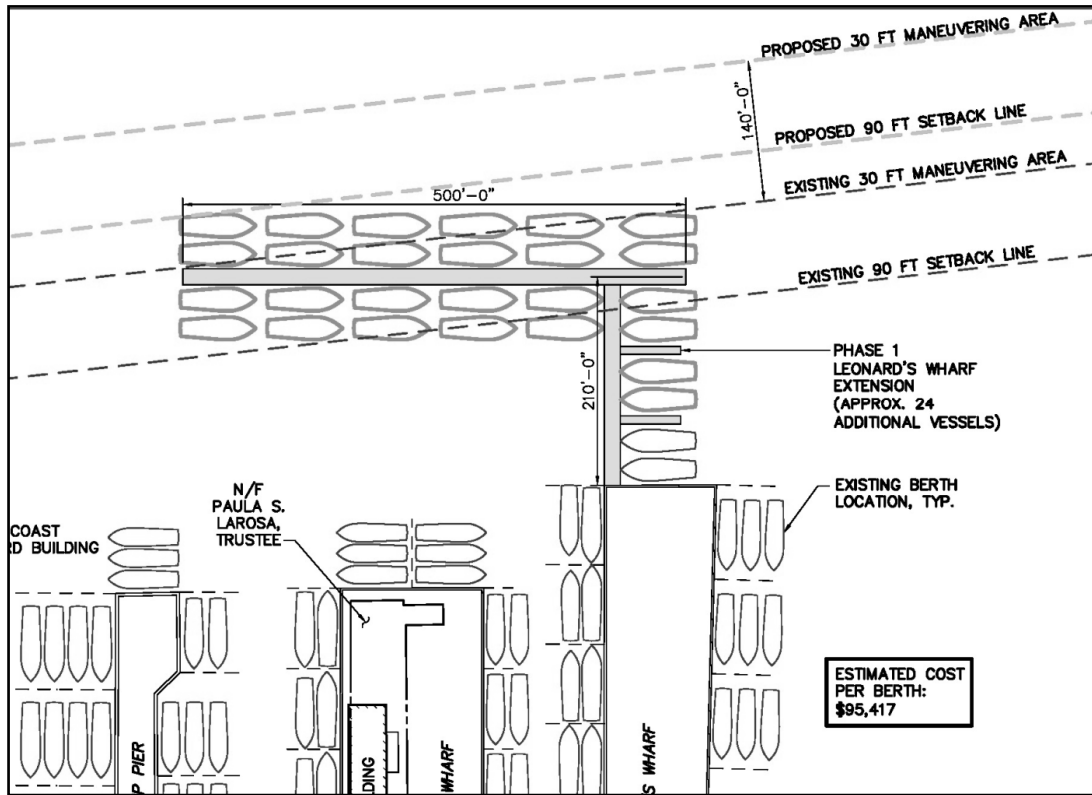 PROPOSED 30 FT MANEUVERING AREA
140'-0"
PROPOSED 90 FT SETBACK LINE
EXISTING 30 FT MANEUVERING AREA
500'-0"
EXISTING 90 FT SETBACK LINE
210'-0"
PHASE 1
LEONARD'S WHARF
EXTENSION
(APPROX. 24
ADDITIONAL VESSELS)
N/F
PAULA S.
LAROSA,
TRUSTEE
EXISTING BERTH
LOCATION, TYP.
COAST
RD BUILDING
ESTIMATED COST
PER BERTH:
$95,417
P PIER
LDING
WHARF
S WHARF